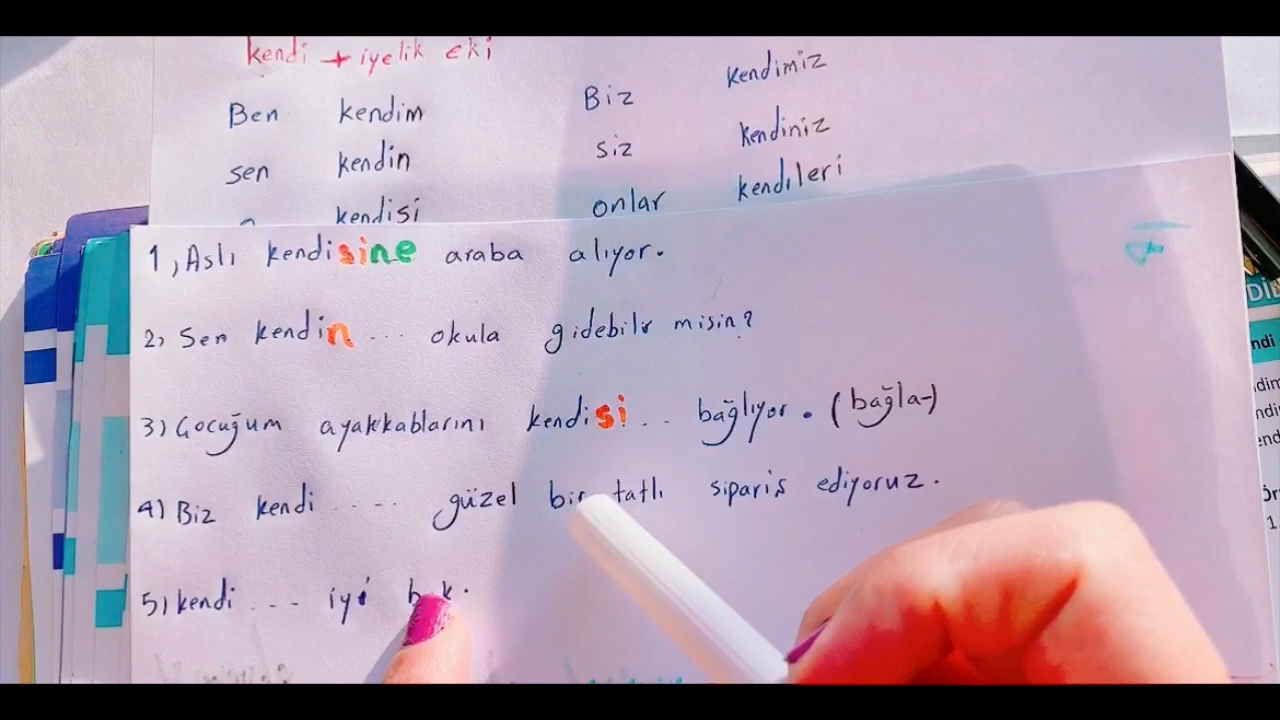 kendi + iyelik eki
Ben kendim Biz kendimiz
sen kendin siz kendiniz
kendisi onlar kendileri
1, Aslı kendisine araba alıyor.
2, Sen kendin... okula gidebilir misin?
3) Çocuğum ayakkablarını kendisi... bağlıyor. (bağla-)
4) Biz kendi .... güzel bir tatlı sipariş ediyoruz.
5) kendi ... iyi